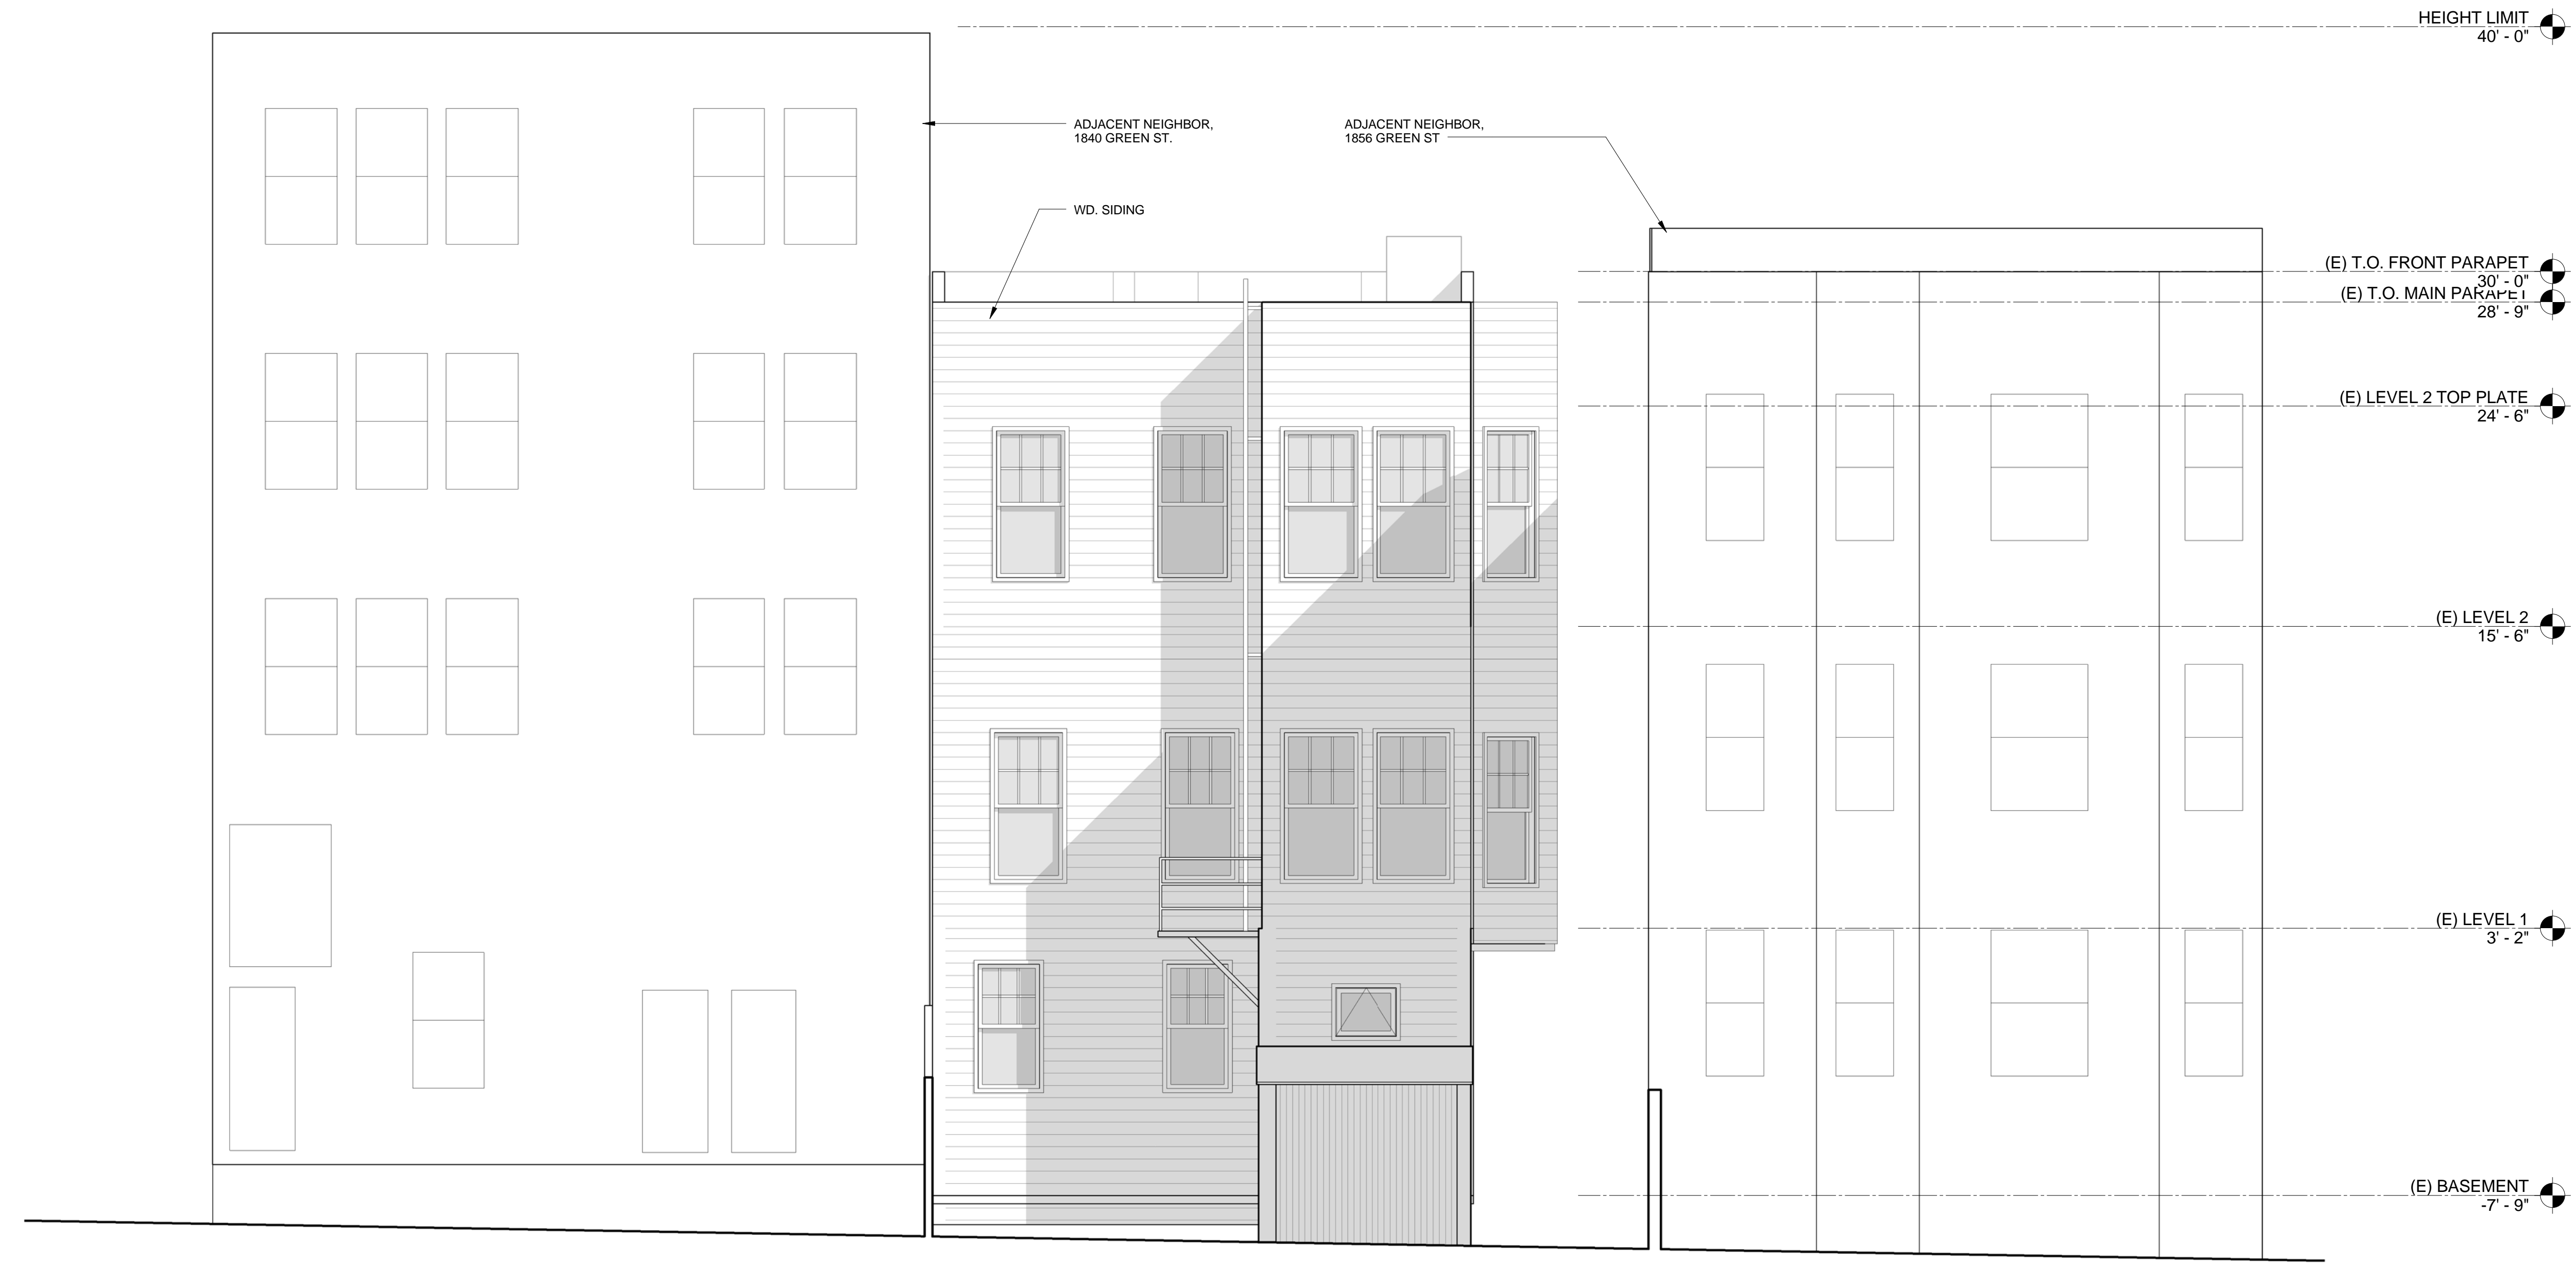 HEIGHT LIMIT
40' - 0"
ADJACENT NEIGHBOR,
1840 GREEN ST.
ADJACENT NEIGHBOR,
1856 GREEN ST
WD. SIDING
(E) T.O. FRONT PARAPET
30' - 0"
(E) T.O. MAIN PARAPET
28' - 9"
(E) LEVEL 2 TOP PLATE
24' - 6"
(E) LEVEL 2
15' - 6"
(E) LEVEL 1
3' - 2"
(E) BASEMENT
-7' - 9"